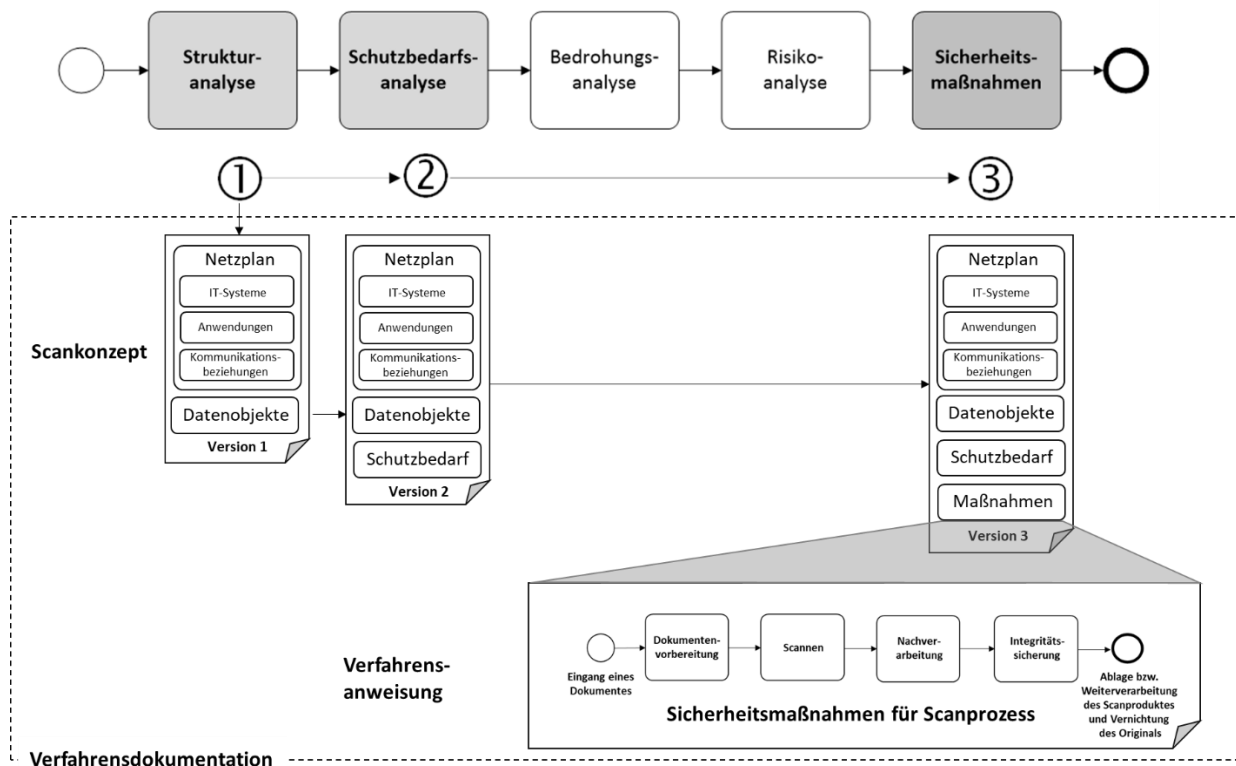 Struktur-
analyse
Schutzbedarfs-
analyse
Bedrohungs-
analyse
Risiko-
analyse
Sicherheits-
maßnahmen
1
2
3
Scankonzept
Netzplan
IT-Systeme
Anwendungen
Kommunikations-
beziehungen
Datenobjekte
Version 1
Netzplan
IT-Systeme
Anwendungen
Kommunikations-
beziehungen
Datenobjekte
Schutzbedarf
Version 2
Netzplan
IT-Systeme
Anwendungen
Kommunikations-
beziehungen
Datenobjekte
Schutzbedarf
Maßnahmen
Version 3
Verfahrens-
anweisung
Eingang eines
Dokumentes
Dokumenten-
vorbereitung
Scannen
Nachver-
arbeitung
Integritäts-
sicherung
Ablage bzw.
Weiterverarbeitung
des Scanproduktes
und Vernichtung
des Originals
Sicherheitsmaßnahmen für Scanprozess
Verfahrensdokumentation